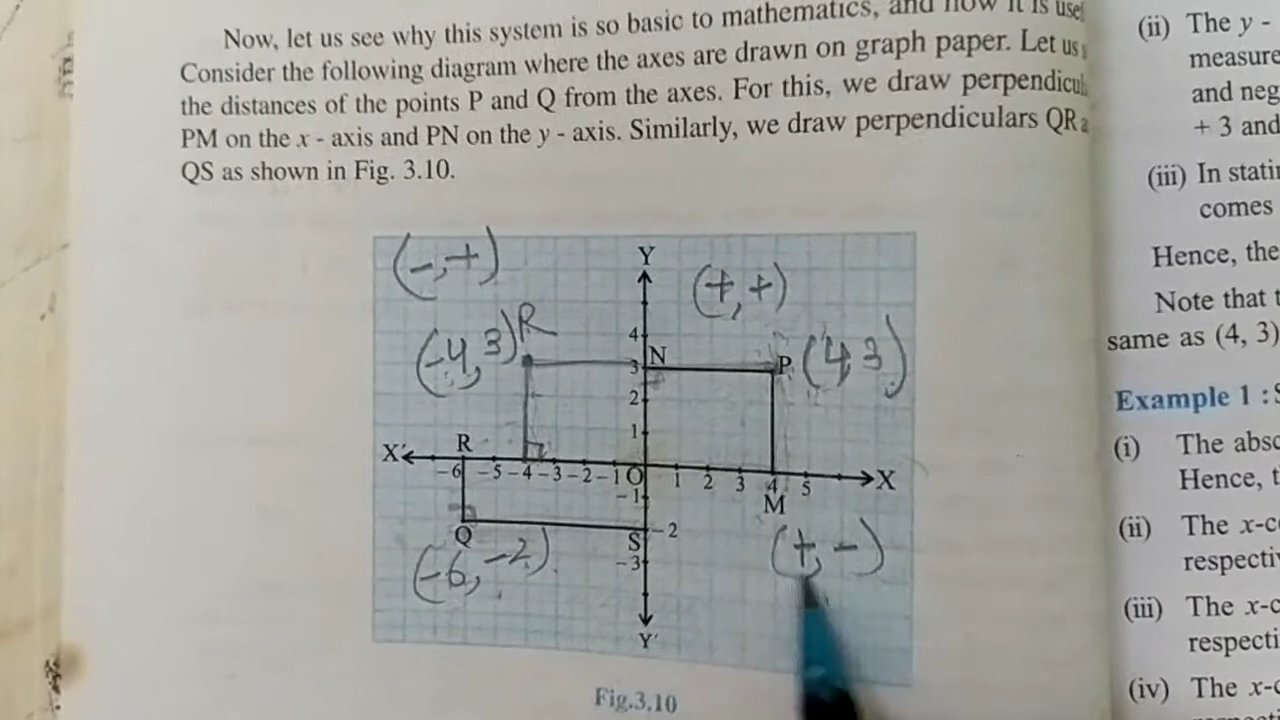 Now, let us see why this system is so basic to mathematics, and how it is
Consider the following diagram where the axes are drawn on graph paper. Let us
the distances of the points P and Q from the axes. For this, we draw
PM on the x - axis and PN on the y - axis. Similarly, we draw perpendiculars QR
QS as shown in Fig. 3.10.
(-,+)
Y
(+,+)
(-4,3) R
4
3 N
P (4,3)
2
1
X′ R
-6 -5 -4 -3 -2 -1 O 1 2 3 4 5 X
-1
M
Q
S -2
(-6,-2)
-3
(+,-)
Y′
Fig.3.10
(ii) The y -
measure
and neg
+ 3 and
(iii) In
comes
Hence, the
Note that
same as (4, 3)
Example 1 :
(i) The
Hence,
(ii) The
(iii) The
(iv) The